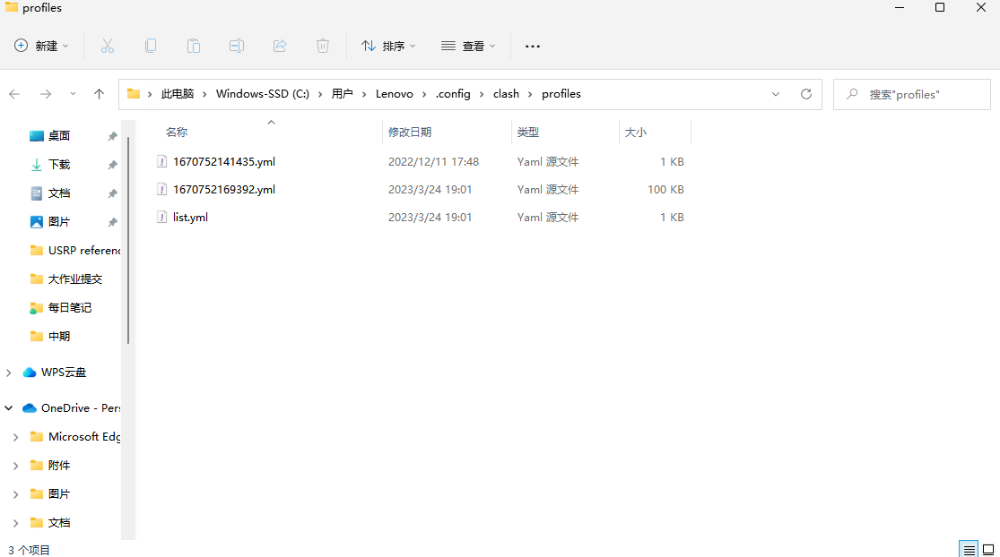 profiles
新建
排序
查看
此电脑
Windows-SSD (C:)
用户
Lenovo
.config
clash
profiles
搜索"profiles"
名称
修改日期
类型
大小
1670752141435.yml 2022/12/11 17:48 Yaml 源文件 1 KB
1670752169392.yml 2023/3/24 19:01 Yaml 源文件 100 KB
list.yml 2023/3/24 19:01 Yaml 源文件 1 KB
桌面
下载
文档
图片
USRP referenc
大作业提交
每日笔记
中期
WPS云盘
OneDrive - Pers
Microsoft Edg
附件
图片
文档
3 个项目